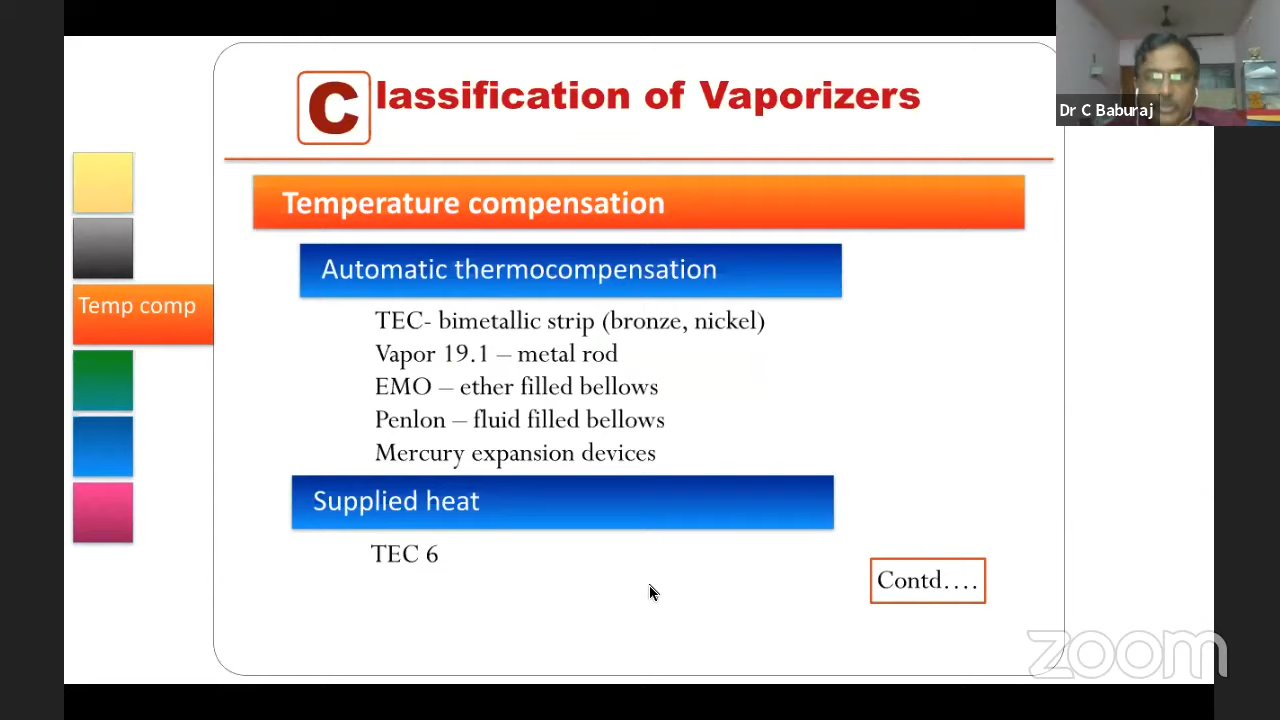 Classification of Vaporizers
Dr C Baburaj
Temperature compensation
Automatic thermocompensation
Temp comp
TEC- bimetallic strip (bronze, nickel)
Vapor 19.1 – metal rod
EMO – ether filled bellows
Penlon – fluid filled bellows
Mercury expansion devices
Supplied heat
TEC 6
Contd....
zoom